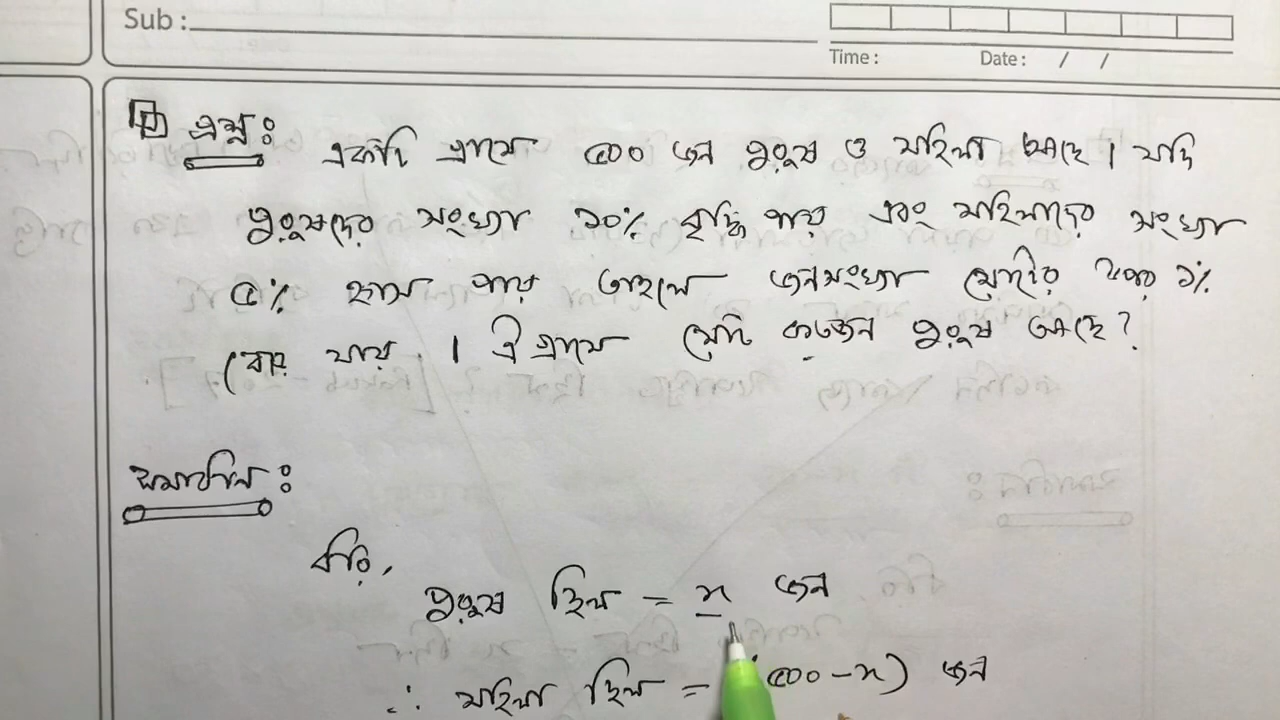 Sub :
Time :
Date : / /
প্রশ্নঃ
একটি গ্রামে ৫০০ জন পুরুষ ও মহিলা আছে। যদি
পুরুষদের সংখ্যা ১০% বৃদ্ধি পায় এবং মহিলাদের সংখ্যা
৫% হ্রাস পায় তাহলে জনসংখ্যা মোটের উপর ১%
বেড়ে যায়। ঐ গ্রামে মোট কতজন পুরুষ আছে?
সমাধানঃ
ধরি,
পুরুষ ছিল = x জন
∴ মহিলা ছিল = (৫০০ - x) জন